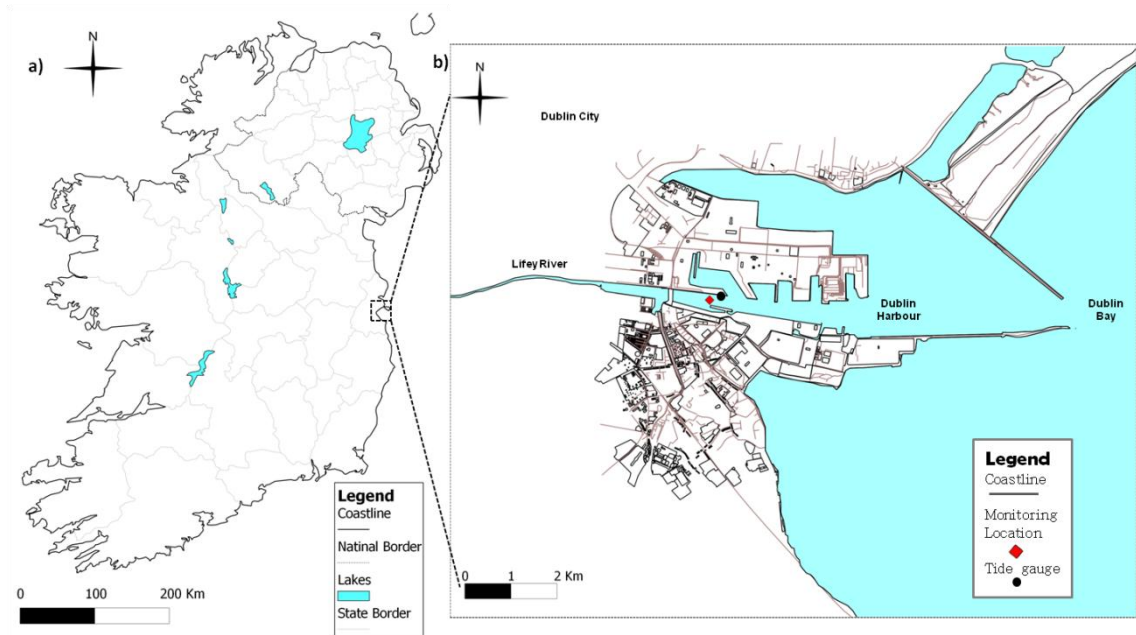 a)
N
Legend
Coastline
Natinal Border
Lakes
State Border
0 100 200 Km
b)
N
Dublin City
Lifey River
Dublin
Harbour
Dublin
Bay
Legend
Coastline
Monitoring
Location
Tide gauge
0 1 2 Km